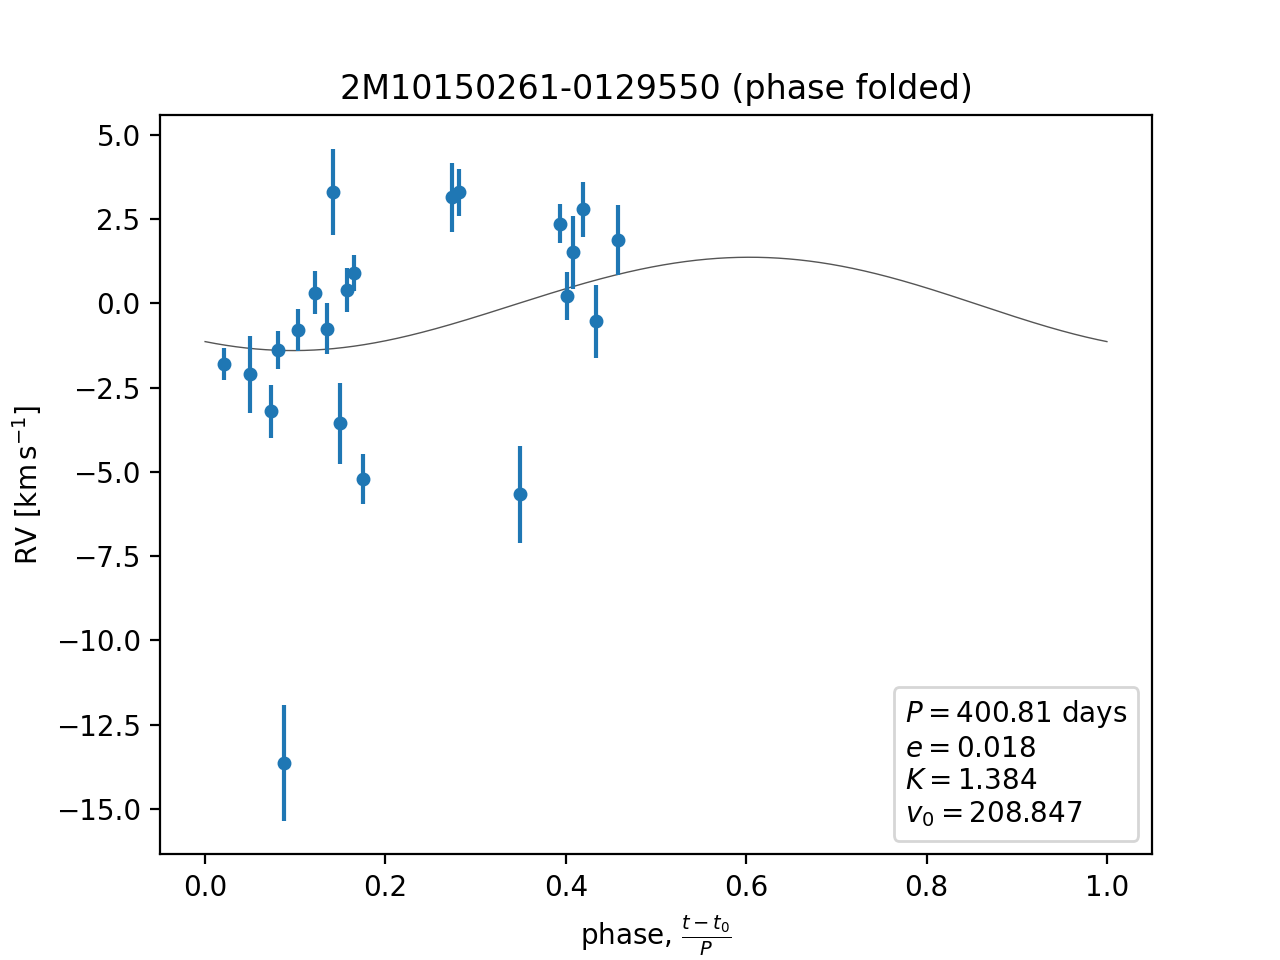 2M10150261-0129550 (phase folded)
5.0
2.5
0.0
−2.5
−5.0
−7.5
−10.0
−12.5
−15.0
RV [km s⁻¹]
P = 400.81 days
e = 0.018
K = 1.384
v₀ = 208.847
0.0 0.2 0.4 0.6 0.8 1.0
phase, (t − t₀)/P